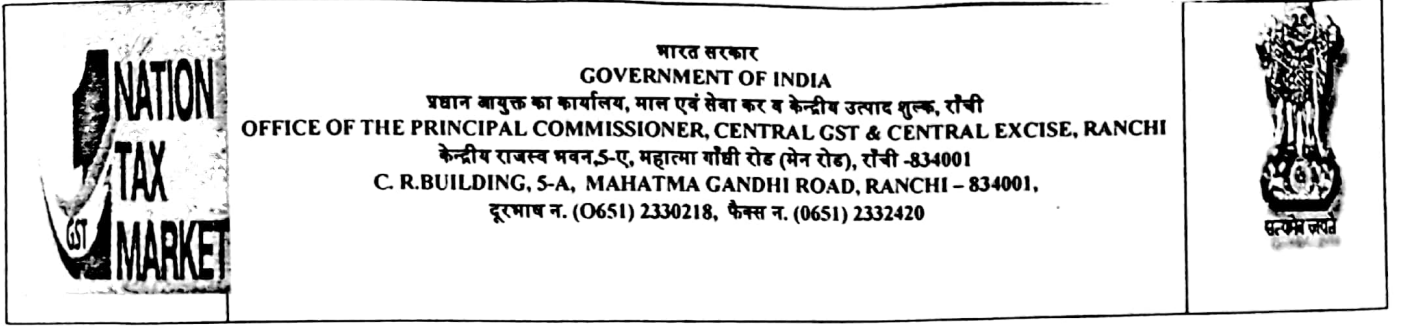 1 NATION
TAX
MARKET
GST
भारत सरकार
GOVERNMENT OF INDIA
प्रधान आयुक्त का कार्यालय, माल एवं सेवा कर व केन्द्रीय उत्पाद शुल्क, राँची
OFFICE OF THE PRINCIPAL COMMISSIONER, CENTRAL GST & CENTRAL EXCISE, RANCHI
केन्द्रीय राजस्व भवन,5-ए, महात्मा गाँधी रोड (मेन रोड), राँची -834001
C. R.BUILDING, 5-A, MAHATMA GANDHI ROAD, RANCHI – 834001,
दूरभाष न. (O651) 2330218, फैक्स न. (0651) 2332420
सत्यमेव जयते